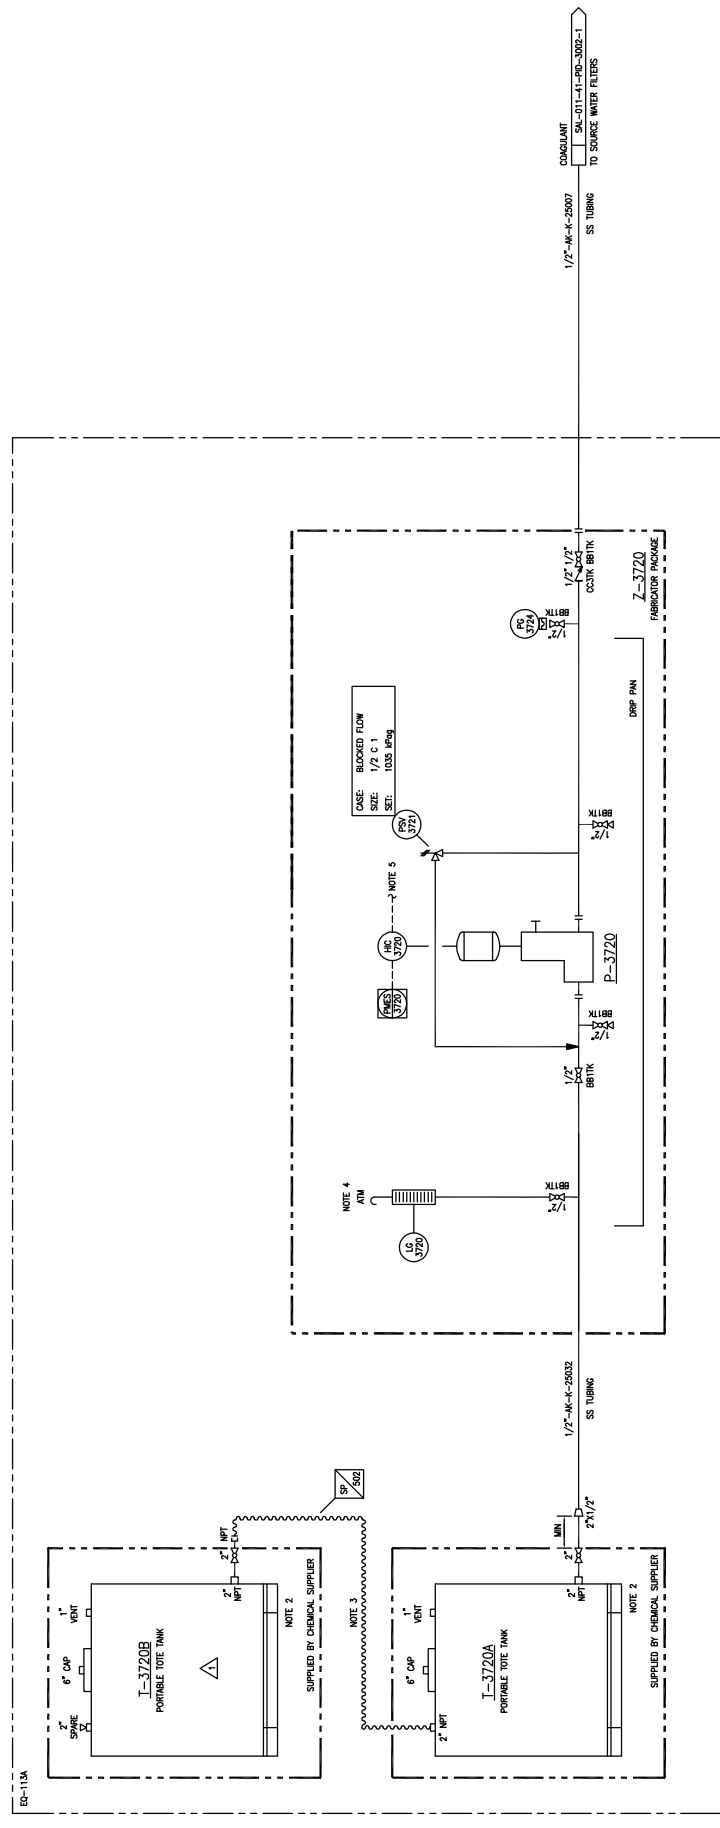 EQ-113A
2"
SPARE
6" CAP
1"
VENT
T-3720B
PORTABLE TOTE TANK
1
2"
NPT
2"
NPT
NOTE 2
SUPPLIED BY CHEMICAL SUPPLIER
SP
502
NOTE 3
2" NPT
6" CAP
1"
VENT
T-3720A
PORTABLE TOTE TANK
2"
NPT
2"
MIN
2"X1/2"
NOTE 2
SUPPLIED BY CHEMICAL SUPPLIER
1/2"-AK-K-25032
SS TUBING
NOTE 4
ATM
LG
3720
1/2"
BB1TK
1/2"
BB1TK
1/2"
BB1TK
PMES
3720
HIC
3720
NOTE 5
P-3720
PSV
3721
CASE: BLOCKED FLOW
SIZE: 1/2 C 1
SET: 1035 kPag
1/2"
BB1TK
DRIP PAN
PG
3724
1/2"
BB1TK
1/2" 1/2"
CC3TK BB1TK
Z-3720
FABRICATOR PACKAGE
1/2"-AK-K-25007
SS TUBING
COAGULANT
SAL-011-41-PID-3002-1
TO SOURCE WATER FILTERS